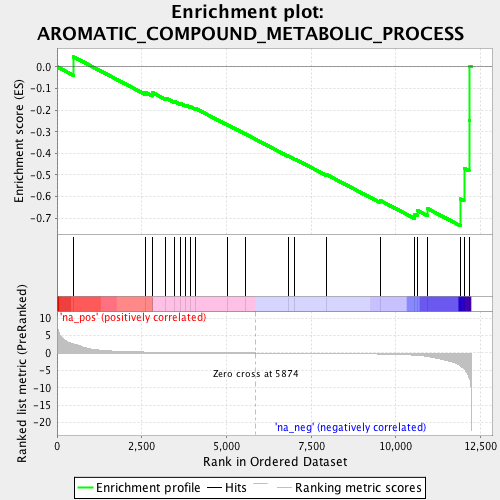 Enrichment plot:
AROMATIC_COMPOUND_METABOLIC_PROCESS
Enrichment score (ES)
0.0
-0.1
-0.2
-0.3
-0.4
-0.5
-0.6
-0.7
'na_pos' (positively correlated)
Ranked list metric (PreRanked)
10
5
0
-5
-10
-15
-20
Zero cross at 5874
'na_neg' (negatively correlated)
0
2,500
5,000
7,500
10,000
12,500
Rank in Ordered Dataset
Enrichment profile
Hits
Ranking metric scores